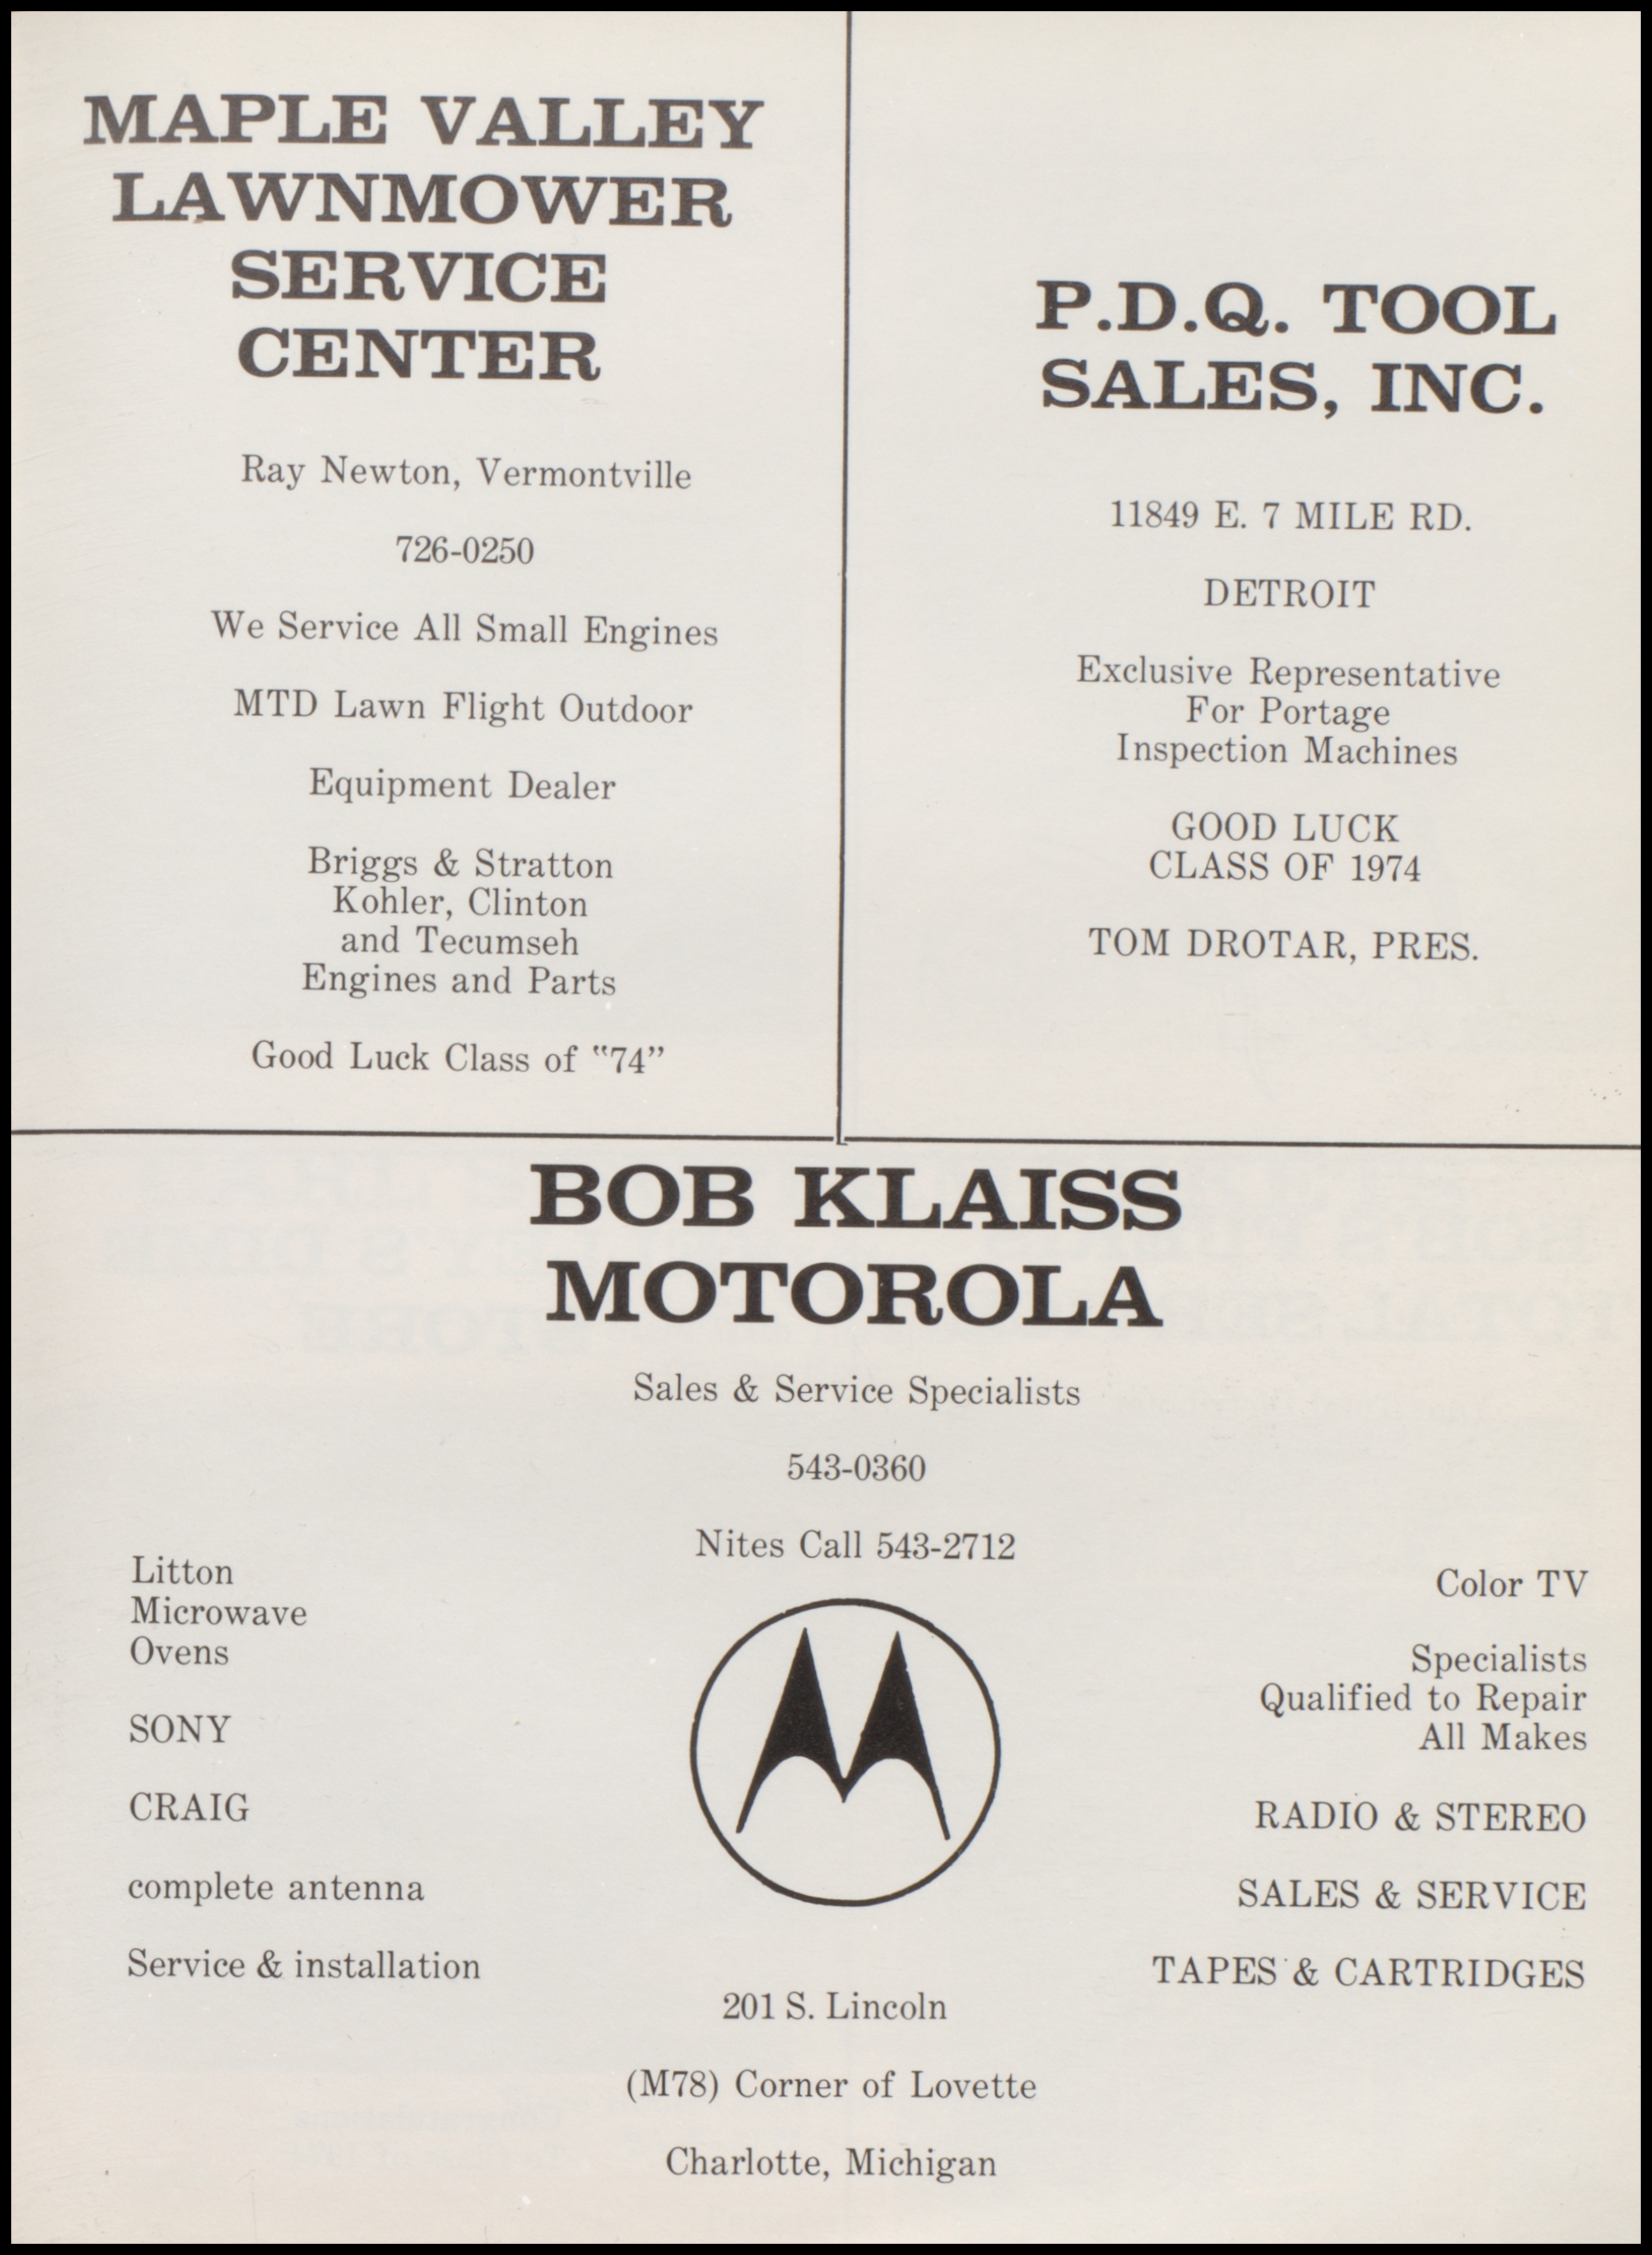 MAPLE VALLEY
LAWNMOWER
SERVICE
CENTER
Ray Newton, Vermontville
726-0250
We Service All Small Engines
MTD Lawn Flight Outdoor
Equipment Dealer
Briggs & Stratton
Kohler, Clinton
and Tecumseh
Engines and Parts
Good Luck Class of "74"
P.D.Q. TOOL
SALES, INC.
11849 E. 7 MILE RD.
DETROIT
Exclusive Representative
For Portage
Inspection Machines
GOOD LUCK
CLASS OF 1974
TOM DROTAR, PRES.
BOB KLAISS
MOTOROLA
Sales & Service Specialists
543-0360
Nites Call 543-2712
Litton
Microwave
Ovens
SONY
CRAIG
complete antenna
Service & installation
Color TV
Specialists
Qualified to Repair
All Makes
RADIO & STEREO
SALES & SERVICE
TAPES & CARTRIDGES
201 S. Lincoln
(M78) Corner of Lovette
Charlotte, Michigan